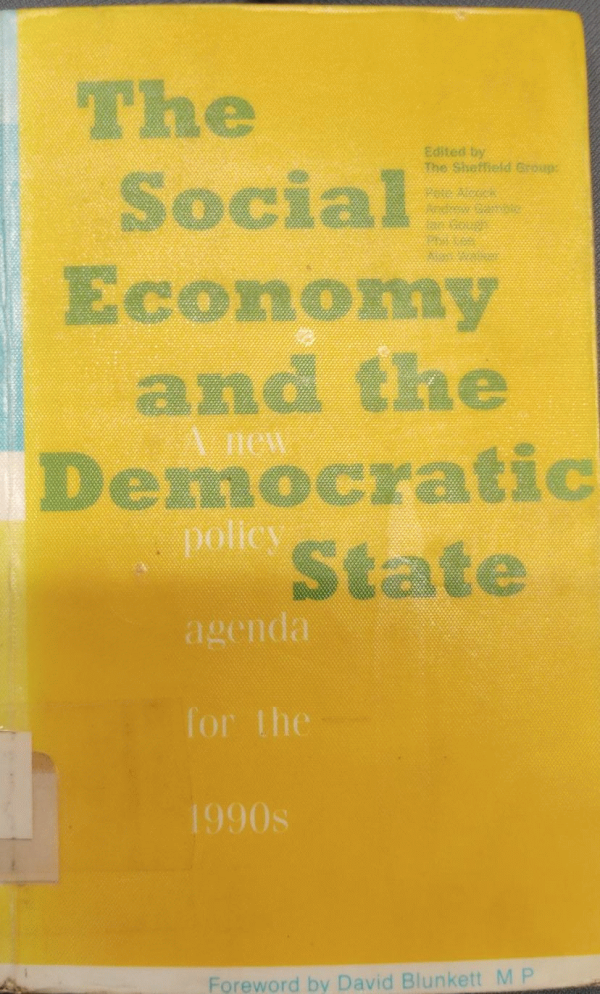 The
Social
Economy
and the
Democratic
State
Edited by
The Sheffield Group:
Pete Alcock
Andrew Gamble
Ian Gough
Phil Lee
Alan Walker
A new
policy
agenda
for the
1990s
Foreword by David Blunkett M P